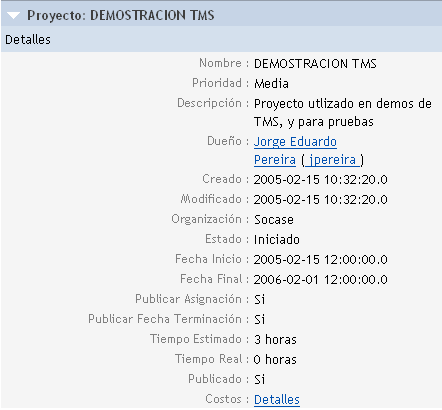 Proyecto: DEMOSTRACION TMS
Detalles
Nombre : DEMOSTRACION TMS
Prioridad : Media
Descripción : Proyecto utlizado en demos de
TMS, y para pruebas
Dueño : Jorge Eduardo
Pereira ( jpereira )
Creado : 2005-02-15 10:32:20.0
Modificado : 2005-02-15 10:32:20.0
Organización : Socase
Estado : Iniciado
Fecha Inicio : 2005-02-15 12:00:00.0
Fecha Final : 2006-02-01 12:00:00.0
Publicar Asignación : Si
Publicar Fecha Terminación : Si
Tiempo Estimado : 3 horas
Tiempo Real : 0 horas
Publicado : Si
Costos : Detalles